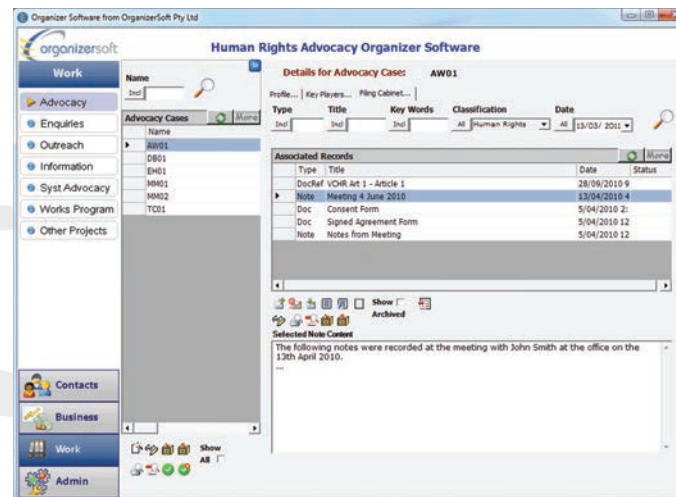 Organizer Software from OrganizerSoft Pty Ltd
organizersoft
Human Rights Advocacy Organizer Software
Work
Advocacy
Enquiries
Outreach
Information
Syst Advocacy
Works Program
Other Projects
Contacts
Business
Work
Admin
Name
Incl
Advocacy Cases More
Name
AW01
DB01
EH01
MM01
MM02
TC01
Show
All
Details for Advocacy Case: AW01
Profile... Key Players... Filing Cabinet...
Type Title Key Words Classification Date
Incl Incl Incl All Human Rights All 13/03/ 2011
Associated Records More
Type Title Date Status
DocRef VCHR Art 1 - Article 1 28/09/2010 9
Note Meeting 4 June 2010 13/04/2010 4
Doc Consent Form 5/04/2010 2:
Doc Signed Agreement Form 5/04/2010 12
Note Notes from Meeting 5/04/2010 12
Show
Archived
Selected Note Content
The following notes were recorded at the meeting with John Smith at the office on the
13th April 2010.
...